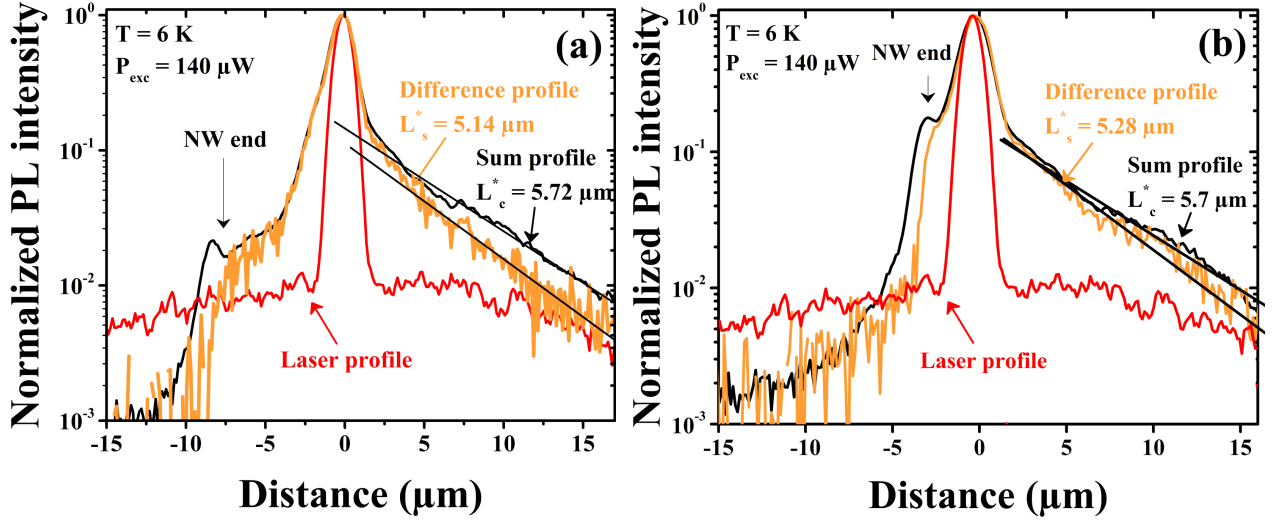 Normalized PL intensity
10^0
10^-1
10^-2
10^-3
T = 6 K
P_exc = 140 µW
(a)
Difference profile
L*_s = 5.14 µm
NW end
Sum profile
L*_c = 5.72 µm
Laser profile
-15 -10 -5 0 5 10 15
Distance (µm)
Normalized PL intensity
10^0
10^-1
10^-2
10^-3
T = 6 K
P_exc = 140 µW
(b)
NW end
Difference profile
L*_s = 5.28 µm
Sum profile
L*_c = 5.7 µm
Laser profile
-15 -10 -5 0 5 10 15
Distance (µm)